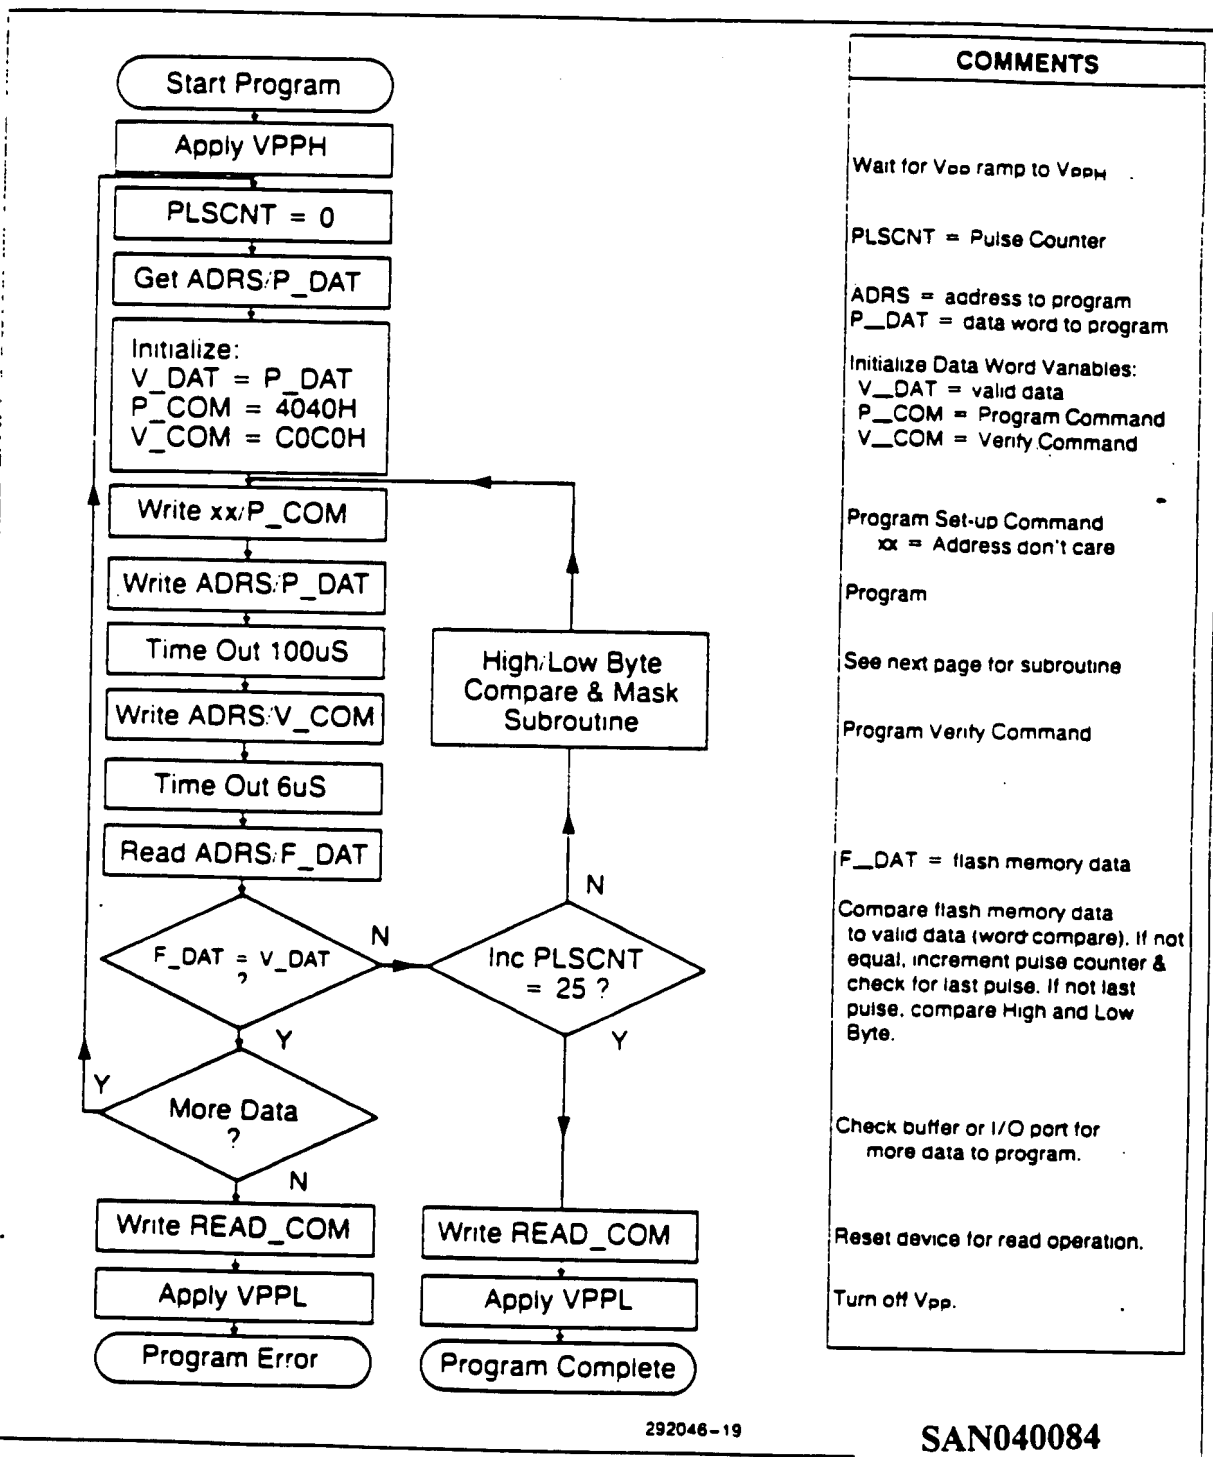 Start Program
Apply VPPH
PLSCNT = 0
Get ADRS/P_DAT
Initialize:
V_DAT = P_DAT
P_COM = 4040H
V_COM = C0C0H
Write xx/P_COM
Write ADRS/P_DAT
Time Out 100uS
Write ADRS/V_COM
Time Out 6uS
Read ADRS/F_DAT
F_DAT = V_DAT
?
N
Y
More Data
?
Y
N
Write READ_COM
Apply VPPL
Program Error
High/Low Byte
Compare & Mask
Subroutine
N
Inc PLSCNT
= 25 ?
Y
Write READ_COM
Apply VPPL
Program Complete
COMMENTS
Wait for VPP ramp to VPPH
PLSCNT = Pulse Counter
ADRS = address to program
P_DAT = data word to program
Initialize Data Word Variables:
V_DAT = valid data
P_COM = Program Command
V_COM = Verify Command
Program Set-up Command
xx = Address don't care
Program
See next page for subroutine
Program Verify Command
F_DAT = flash memory data
Compare flash memory data
to valid data (word compare). If not
equal, increment pulse counter &
check for last pulse. If not last
pulse, compare High and Low
Byte.
Check buffer or I/O port for
more data to program.
Reset device for read operation.
Turn off VPP.
292046-19
SAN040084